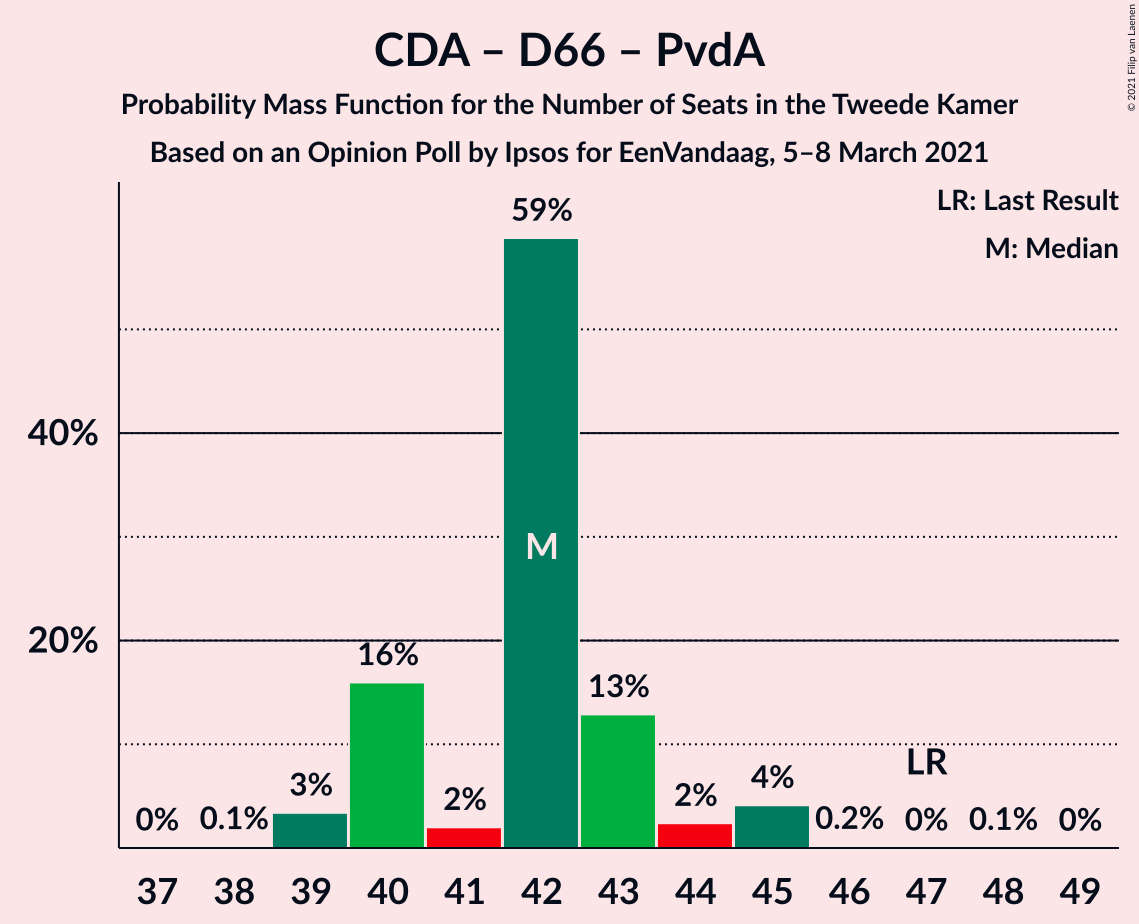 CDA – D66 – PvdA
Probability Mass Function for the Number of Seats in the Tweede Kamer
Based on an Opinion Poll by Ipsos for EenVandaag, 5–8 March 2021
© 2021 Filip van Laenen
LR: Last Result
M: Median
59%
40%
M
20%
16%
13%
LR
3%
2%
2%
4%
0%
0.1%
0.2%
0%
0.1%
0%
37 38 39 40 41 42 43 44 45 46 47 48 49